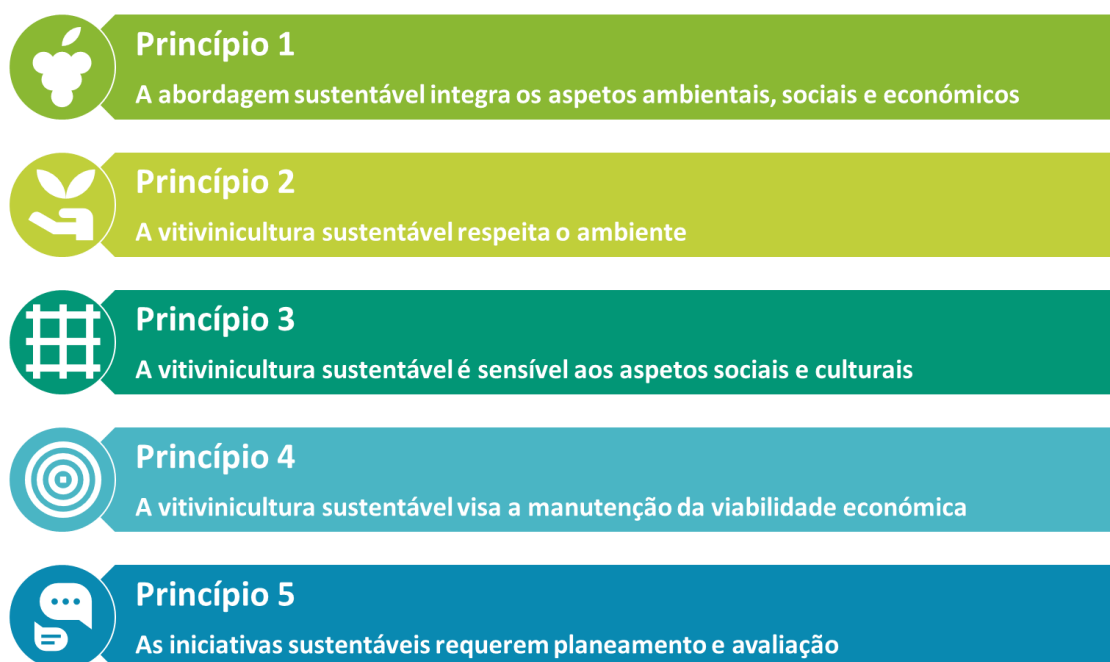 Princípio 1
A abordagem sustentável integra os aspetos ambientais, sociais e económicos
Princípio 2
A vitivinicultura sustentável respeita o ambiente
Princípio 3
A vitivinicultura sustentável é sensível aos aspetos sociais e culturais
Princípio 4
A vitivinicultura sustentável visa a manutenção da viabilidade económica
Princípio 5
As iniciativas sustentáveis requerem planeamento e avaliação